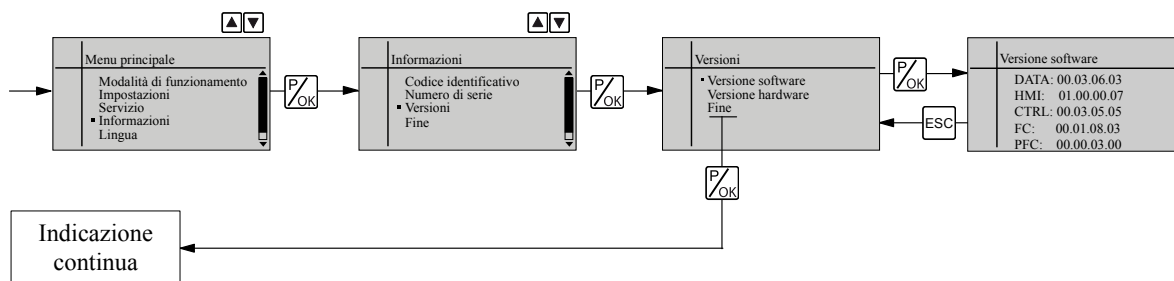 Menu principale
Modalità di funzionamento
Impostazioni
Servizio
Informazioni
Lingua
P/OK
Informazioni
Codice identificativo
Numero di serie
Versioni
Fine
P/OK
Versioni
Versione software
Versione hardware
Fine
P/OK
ESC
Versione software
DATA: 00.03.06.03
HMI: 01.00.00.07
CTRL: 00.03.05.05
FC: 00.01.08.03
PFC: 00.00.03.00
P/OK
Indicazione
continua